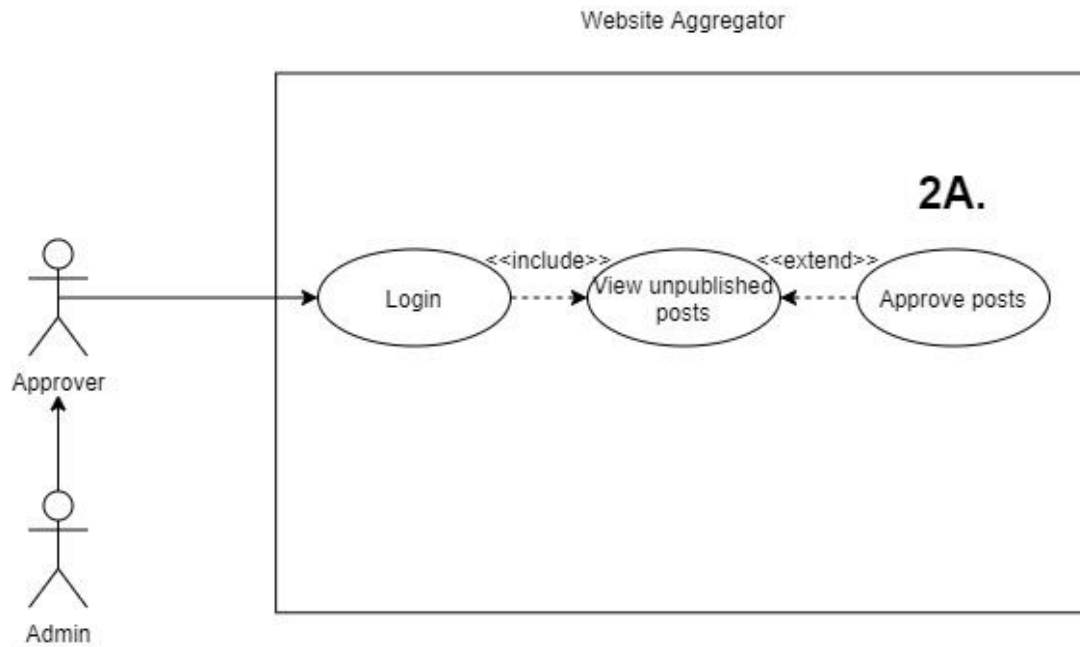 Website Aggregator
2A.
<<include>>
<<extend>>
Login
View unpublished
posts
Approve posts
Approver
Admin